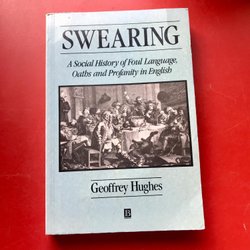 SWEARING
A Social History of Foul Language,
Oaths and Profanity in English
Geoffrey Hughes
B